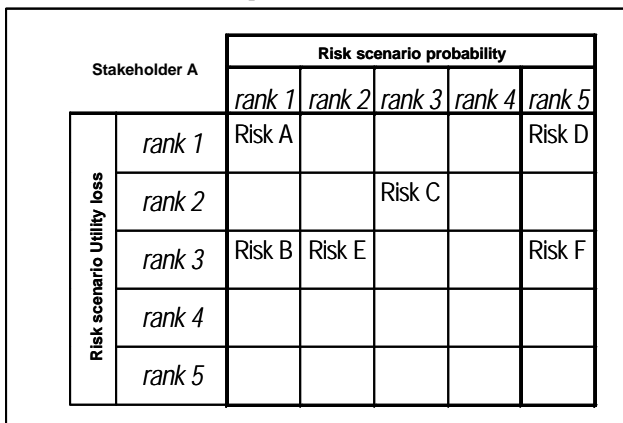 Stakeholder A
Risk scenario probability
rank 1 rank 2 rank 3 rank 4 rank 5
Risk scenario Utility loss
rank 1 Risk A Risk D
rank 2 Risk C
rank 3 Risk B Risk E Risk F
rank 4
rank 5